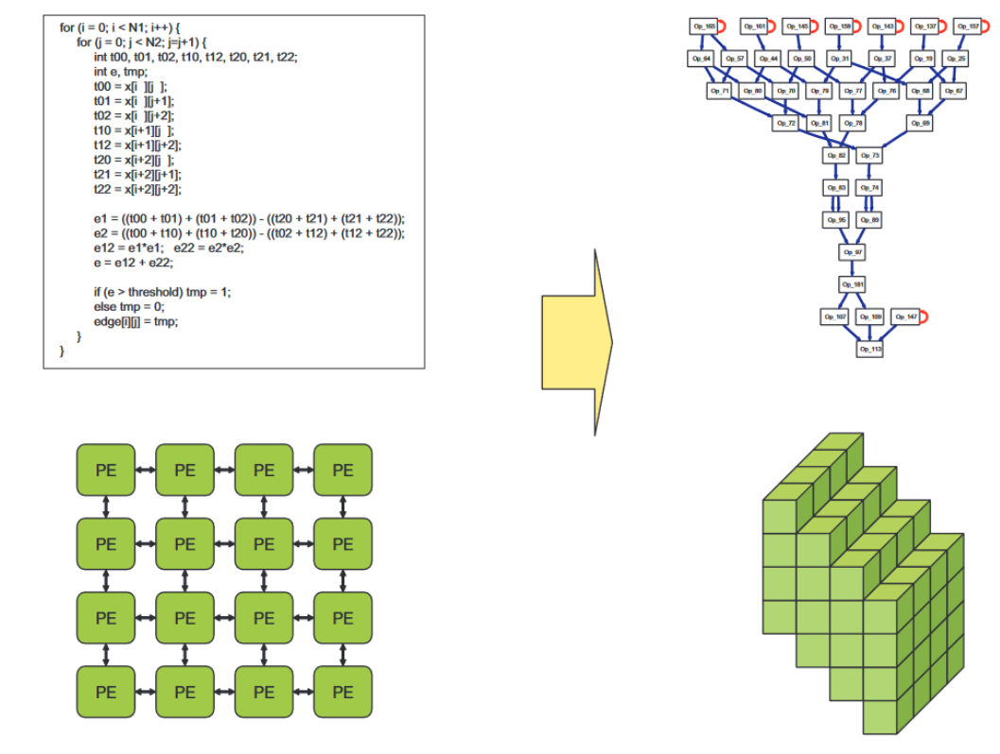 for (i = 0; i < N1; i++) {
for (j = 0; j < N2; j=j+1) {
int t00, t01, t02, t10, t12, t20, t21, t22;
int e, tmp;
t00 = x[i ][j ];
t01 = x[i ][j+1];
t02 = x[i ][j+2];
t10 = x[i+1][j ];
t12 = x[i+1][j+2];
t20 = x[i+2][j ];
t21 = x[i+2][j+1];
t22 = x[i+2][j+2];
e1 = ((t00 + t01) + (t01 + t02)) - ((t20 + t21) + (t21 + t22));
e2 = ((t00 + t10) + (t10 + t20)) - ((t02 + t12) + (t12 + t22));
e12 = e1*e1; e22 = e2*e2;
e = e12 + e22;
if (e > threshold) tmp = 1;
else tmp = 0;
edge[i][j] = tmp;
}
}
Op_161 Op_145 Op_143 Op_137 Op_157
Op_64 Op_57 Op_44 Op_50 Op_31 Op_37 Op_19 Op_25
Op_71 Op_80 Op_70 Op_79 Op_77 Op_76 Op_68 Op_67
Op_72 Op_81 Op_78 Op_69
Op_82 Op_73
Op_83 Op_74
Op_95 Op_89
Op_97
Op_181
Op_107 Op_109 Op_147
Op_113
PE PE PE PE
PE PE PE PE
PE PE PE PE
PE PE PE PE